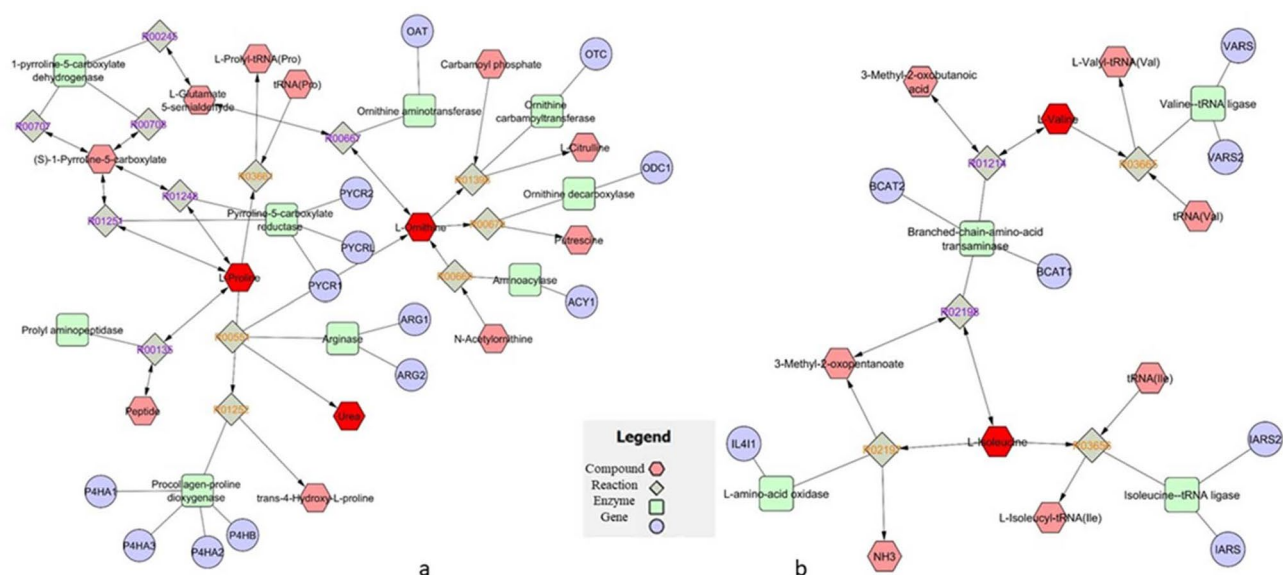 R00245
OAT
1-pyrroline-5-carboxylate
dehydrogenase
L-Prolyl-tRNA(Pro)
Carbamoyl phosphate
OTC
tRNA(Pro)
L-Glutamate
5-semialdehyde
Ornithine aminotransferase
Ornithine
carbamoyltransferase
R00707
R00708
R00667
(S)-1-Pyrroline-5-carboxylate
L-Citrulline
R03661
R01398
ODC1
R01248
PYCR2
Ornithine decarboxylase
R01251
Pyrroline-5-carboxylate
reductase
L-Ornithine
R00670
Putrescine
PYCRL
L-Proline
PYCR1
Aminoacylase
ACY1
Prolyl aminopeptidase
R00135
R00551
Arginase
ARG1
N-Acetylornithine
ARG2
Peptide
R01252
Urea
Procollagen-proline
dioxygenase
trans-4-Hydroxy-L-proline
P4HA1
P4HA3
P4HA2
P4HB
a
Legend
Compound
Reaction
Enzyme
Gene
VARS
3-Methyl-2-oxobutanoic
acid
L-Valyl-tRNA(Val)
L-Valine
Valine--tRNA ligase
R01214
R03665
VARS2
BCAT2
tRNA(Val)
Branched-chain-amino-acid
transaminase
BCAT1
R02198
3-Methyl-2-oxopentanoate
tRNA(Ile)
IL4I1
L-Isoleucine
R03656
IARS2
L-amino-acid oxidase
L-Isoleucyl-tRNA(Ile)
Isoleucine--tRNA ligase
NH3
IARS
b